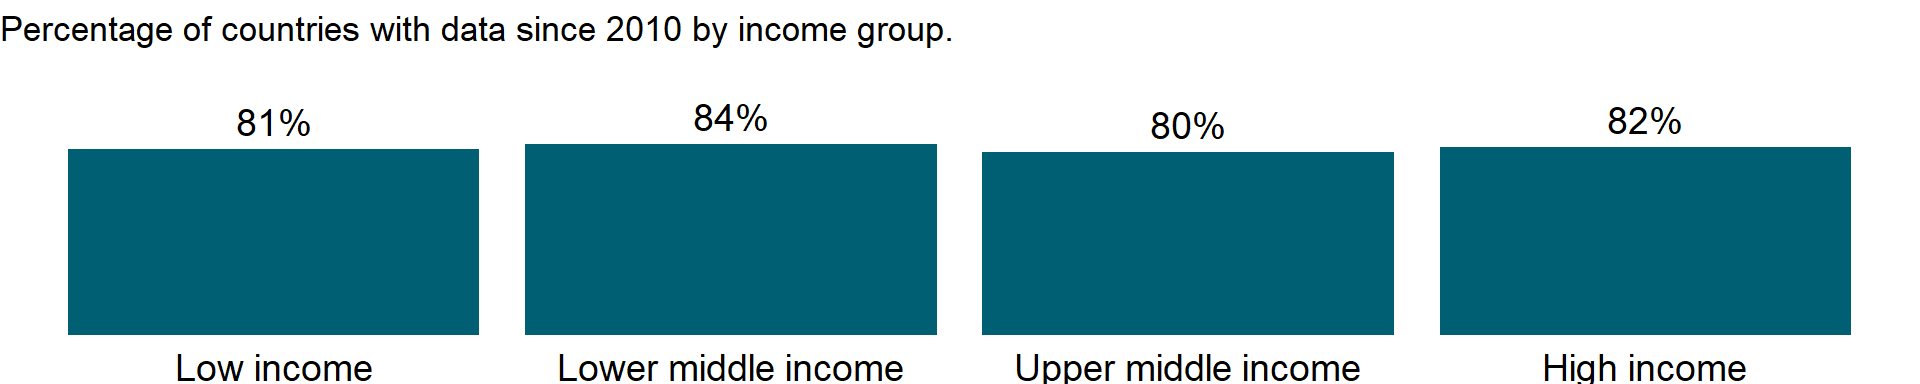 Percentage of countries with data since 2010 by income group.
81%
84%
80%
82%
Low income
Lower middle income
Upper middle income
High income